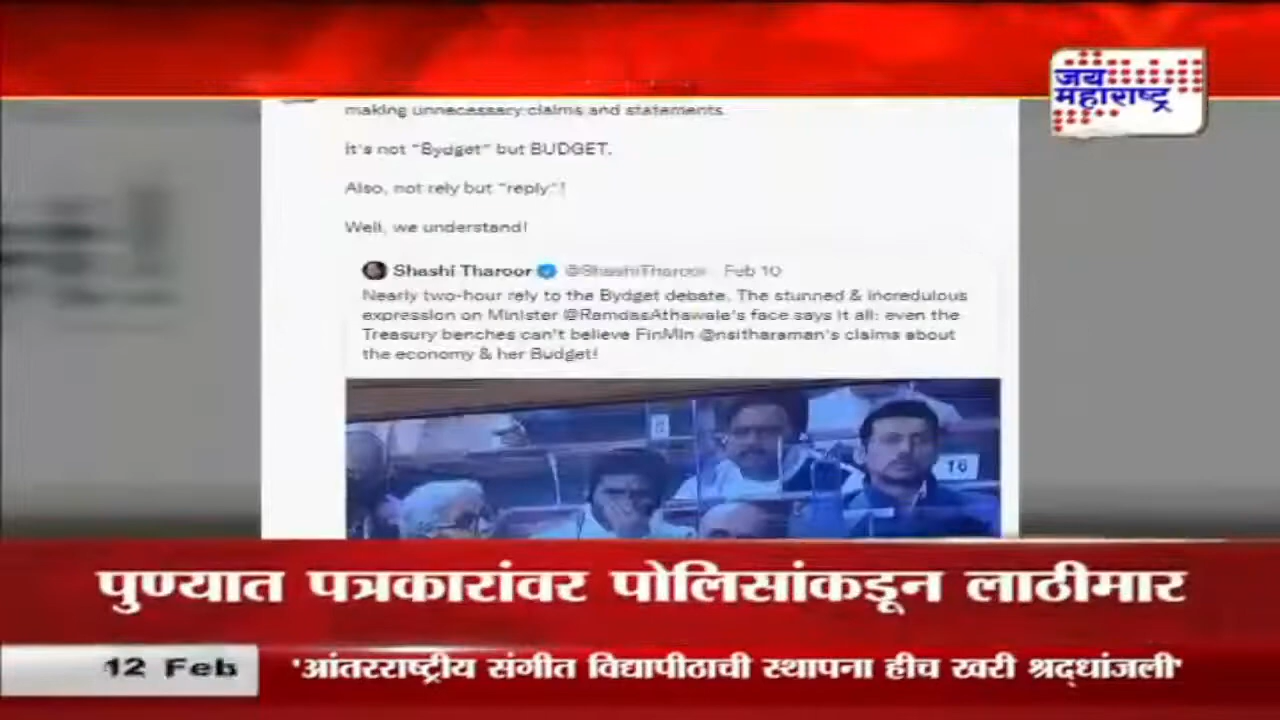 जय
महाराष्ट्र
making unnecessary claims and statements.
It's not "Bydget" but BUDGET.
Also, not rely but "reply"!
Well, we understand!
Shashi Tharoor @ShashiTharoor · Feb 10
Nearly two-hour rely to the Bydget debate. The stunned & incredulous
expression on Minister @RamdasAthawale's face says it all: even the
Treasury benches can't believe FinMin @nsitharaman's claims about
the economy & her Budget!
16
पुण्यात पत्रकारांवर पोलिसांकडून लाठीमार
12 Feb
'आंतरराष्ट्रीय संगीत विद्यापीठाची स्थापना हीच खरी श्रद्धांजली'